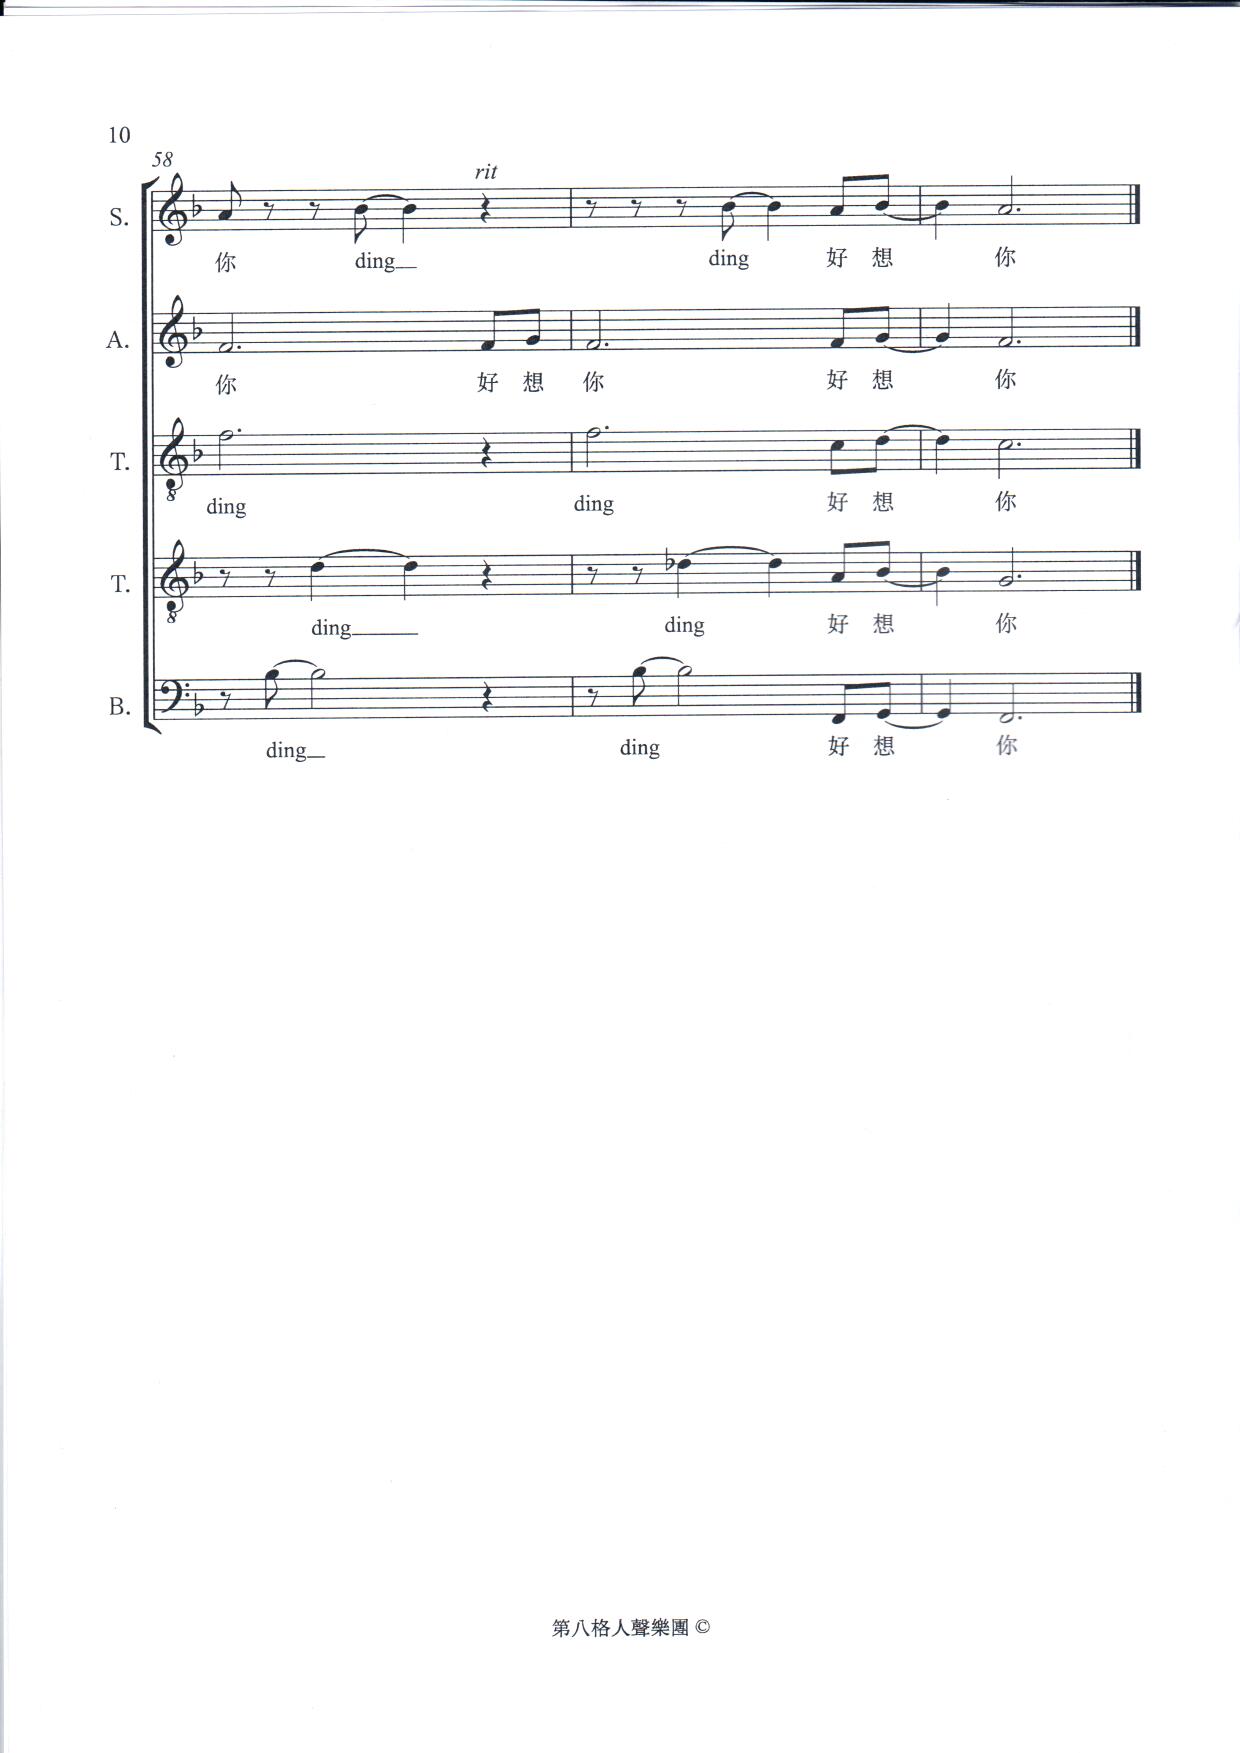 10
58
rit
S.
你 ding ding 好 想 你
A.
你 好 想 你 好 想 你
T.
8
ding ding 好 想 你
T.
8
ding ding 好 想 你
B.
ding ding 好 想 你
第八格人聲樂團 ©